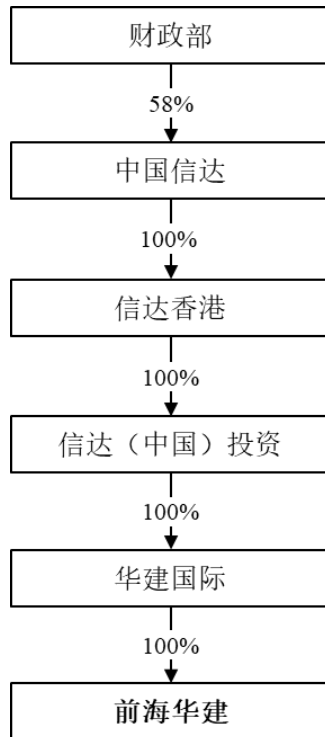 财政部
58%
中国信达
100%
信达香港
100%
信达（中国）投资
100%
华建国际
100%
前海华建